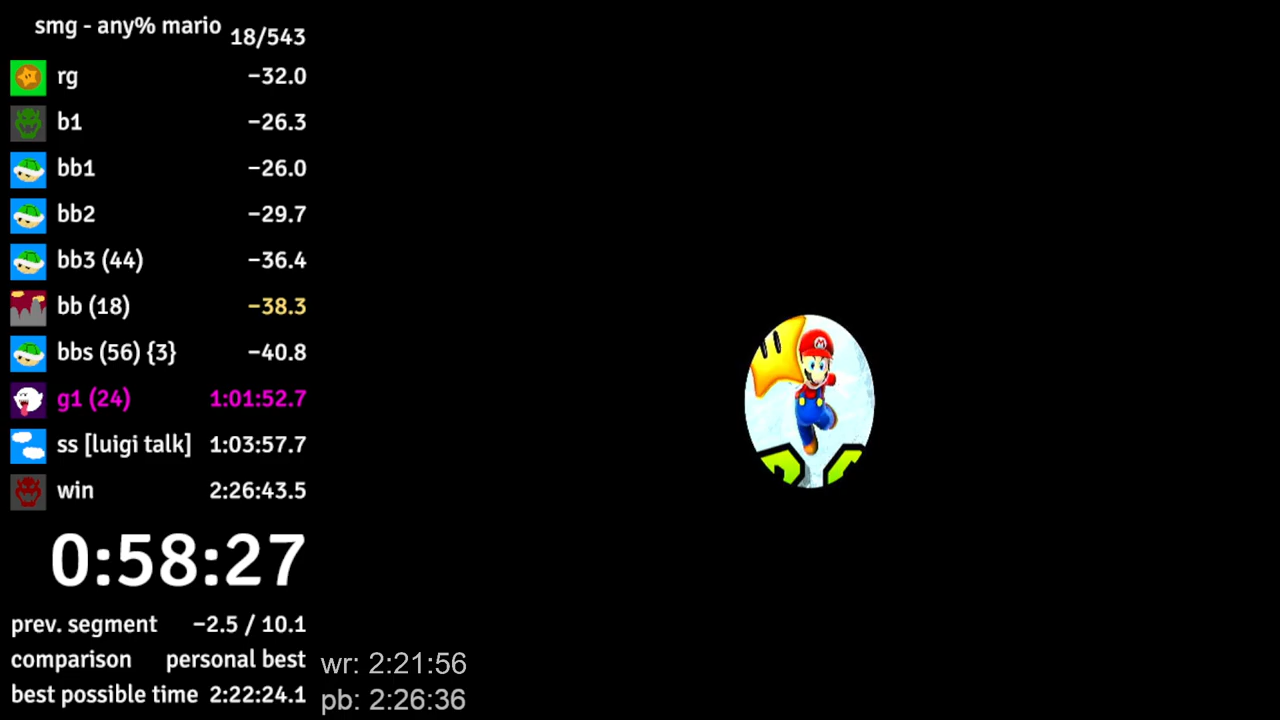 smg - any% mario
18/543
rg −32.0
b1 −26.3
bb1 −26.0
bb2 −29.7
bb3 (44) −36.4
bb (18) −38.3
bbs (56) {3} −40.8
g1 (24) 1:01:52.7
ss [luigi talk] 1:03:57.7
win 2:26:43.5
0:58:27
prev. segment −2.5 / 10.1
comparison personal best
best possible time 2:22:24.1
wr: 2:21:56
pb: 2:26:36